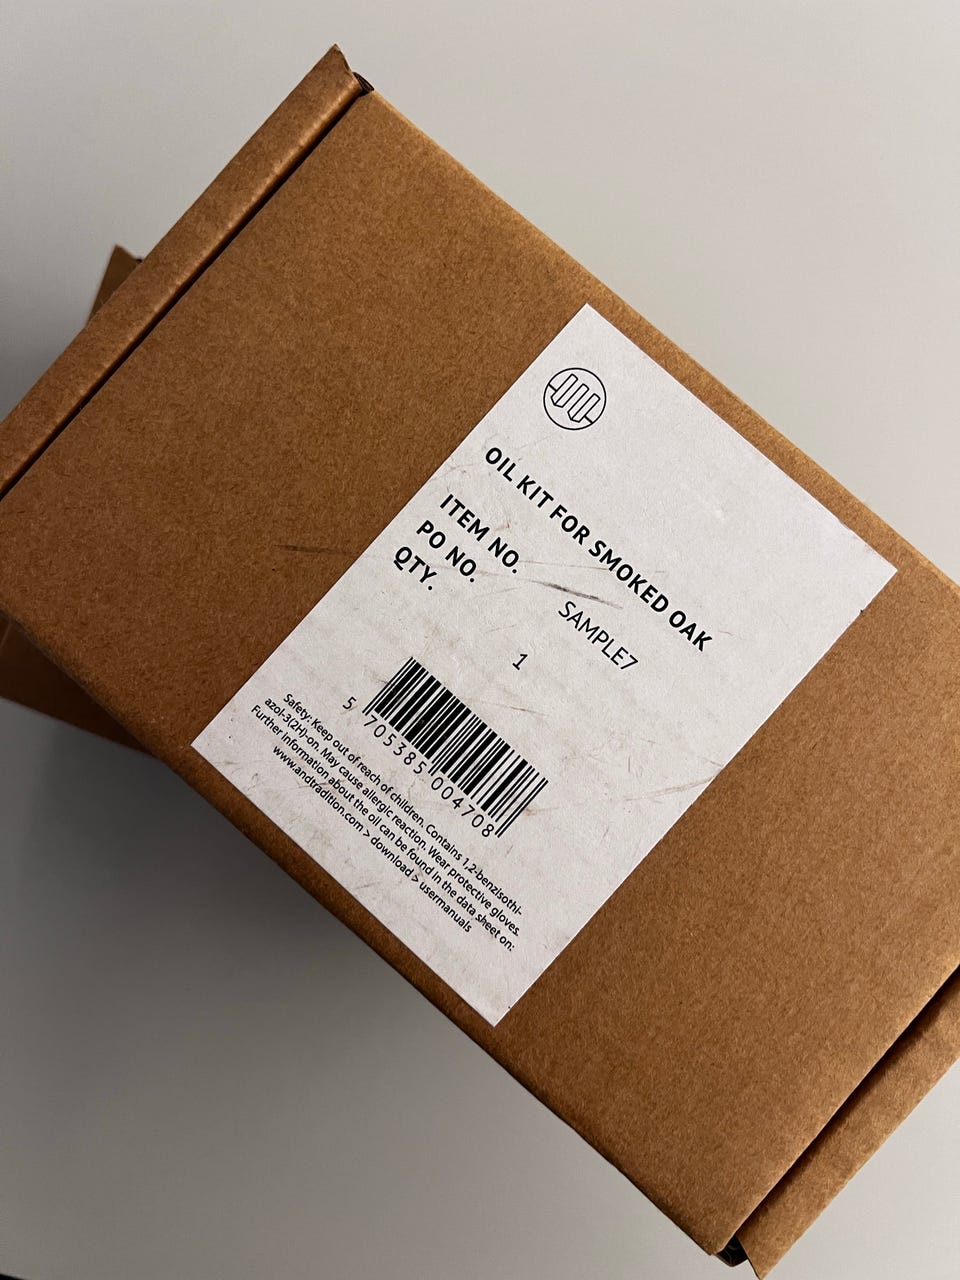 OIL KIT FOR SMOKED OAK
ITEM NO. SAMPLE7
PO NO.
QTY. 1
5 705385 004708
Safety: Keep out of reach of children. Contains 1,2-benzisothi-
azol-3(2H)-on. May cause allergic reaction. Wear protective gloves.
Further information about the oil can be found in the data sheet on:
www.andtradition.com > download > usermanuals